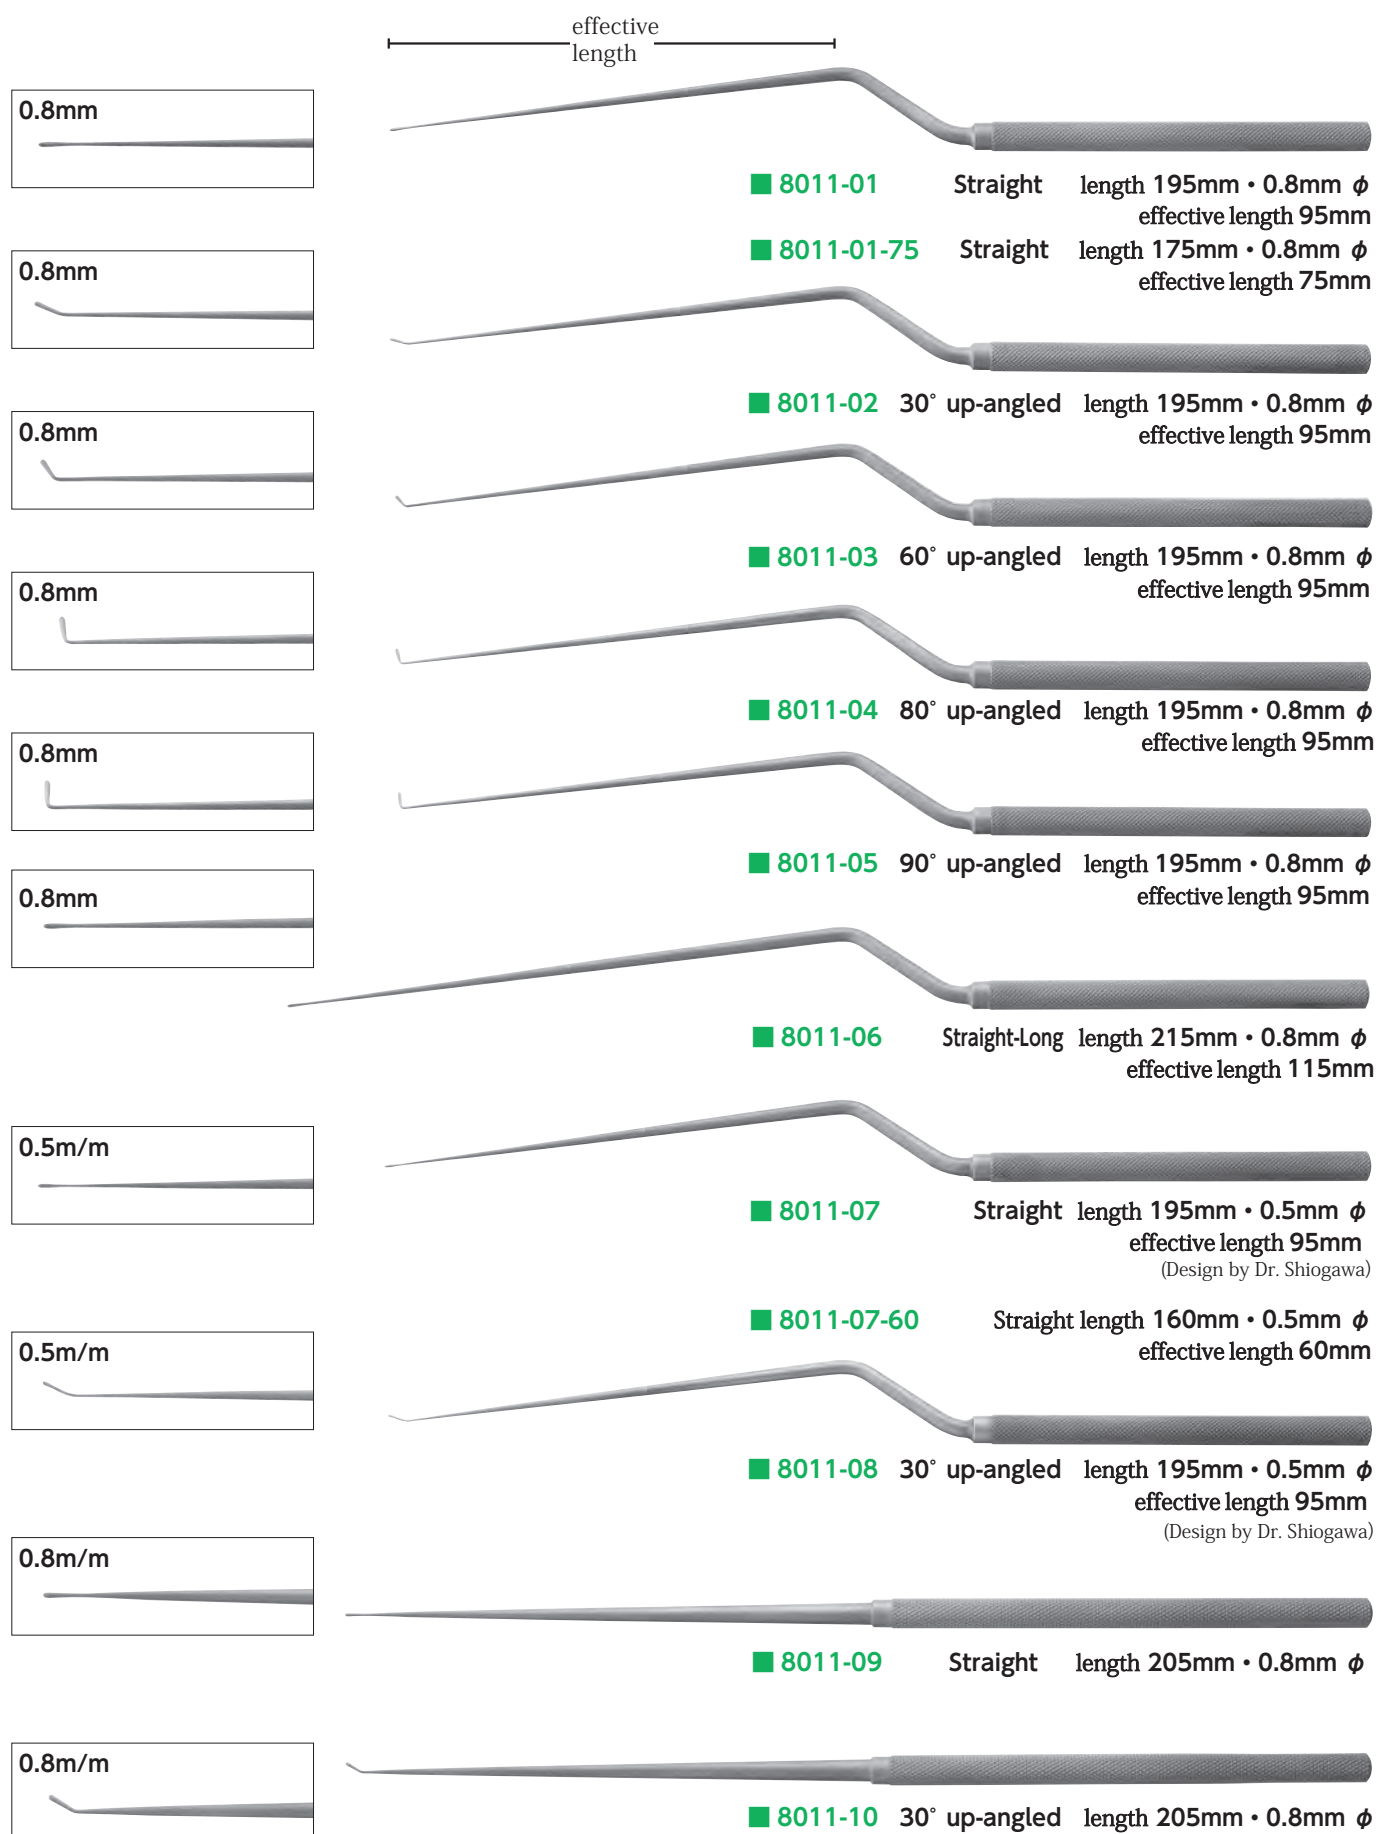 effective
length
0.8mm
■ 8011-01 Straight length 195mm・0.8mm φ
effective length 95mm
■ 8011-01-75 Straight length 175mm・0.8mm φ
effective length 75mm
0.8mm
■ 8011-02 30° up-angled length 195mm・0.8mm φ
effective length 95mm
0.8mm
■ 8011-03 60° up-angled length 195mm・0.8mm φ
effective length 95mm
0.8mm
■ 8011-04 80° up-angled length 195mm・0.8mm φ
effective length 95mm
0.8mm
■ 8011-05 90° up-angled length 195mm・0.8mm φ
effective length 95mm
0.8mm
■ 8011-06 Straight-Long length 215mm・0.8mm φ
effective length 115mm
0.5m/m
■ 8011-07 Straight length 195mm・0.5mm φ
effective length 95mm
(Design by Dr. Shiogawa)
■ 8011-07-60 Straight length 160mm・0.5mm φ
effective length 60mm
0.5m/m
■ 8011-08 30° up-angled length 195mm・0.5mm φ
effective length 95mm
(Design by Dr. Shiogawa)
0.8m/m
■ 8011-09 Straight length 205mm・0.8mm φ
0.8m/m
■ 8011-10 30° up-angled length 205mm・0.8mm φ